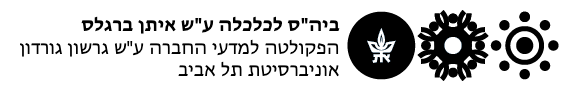 ביה"ס לכלכלה ע"ש איתן ברגלס
הפקולטה למדעי החברה ע"ש גרשון גורדון
אוניברסיטת תל אביב